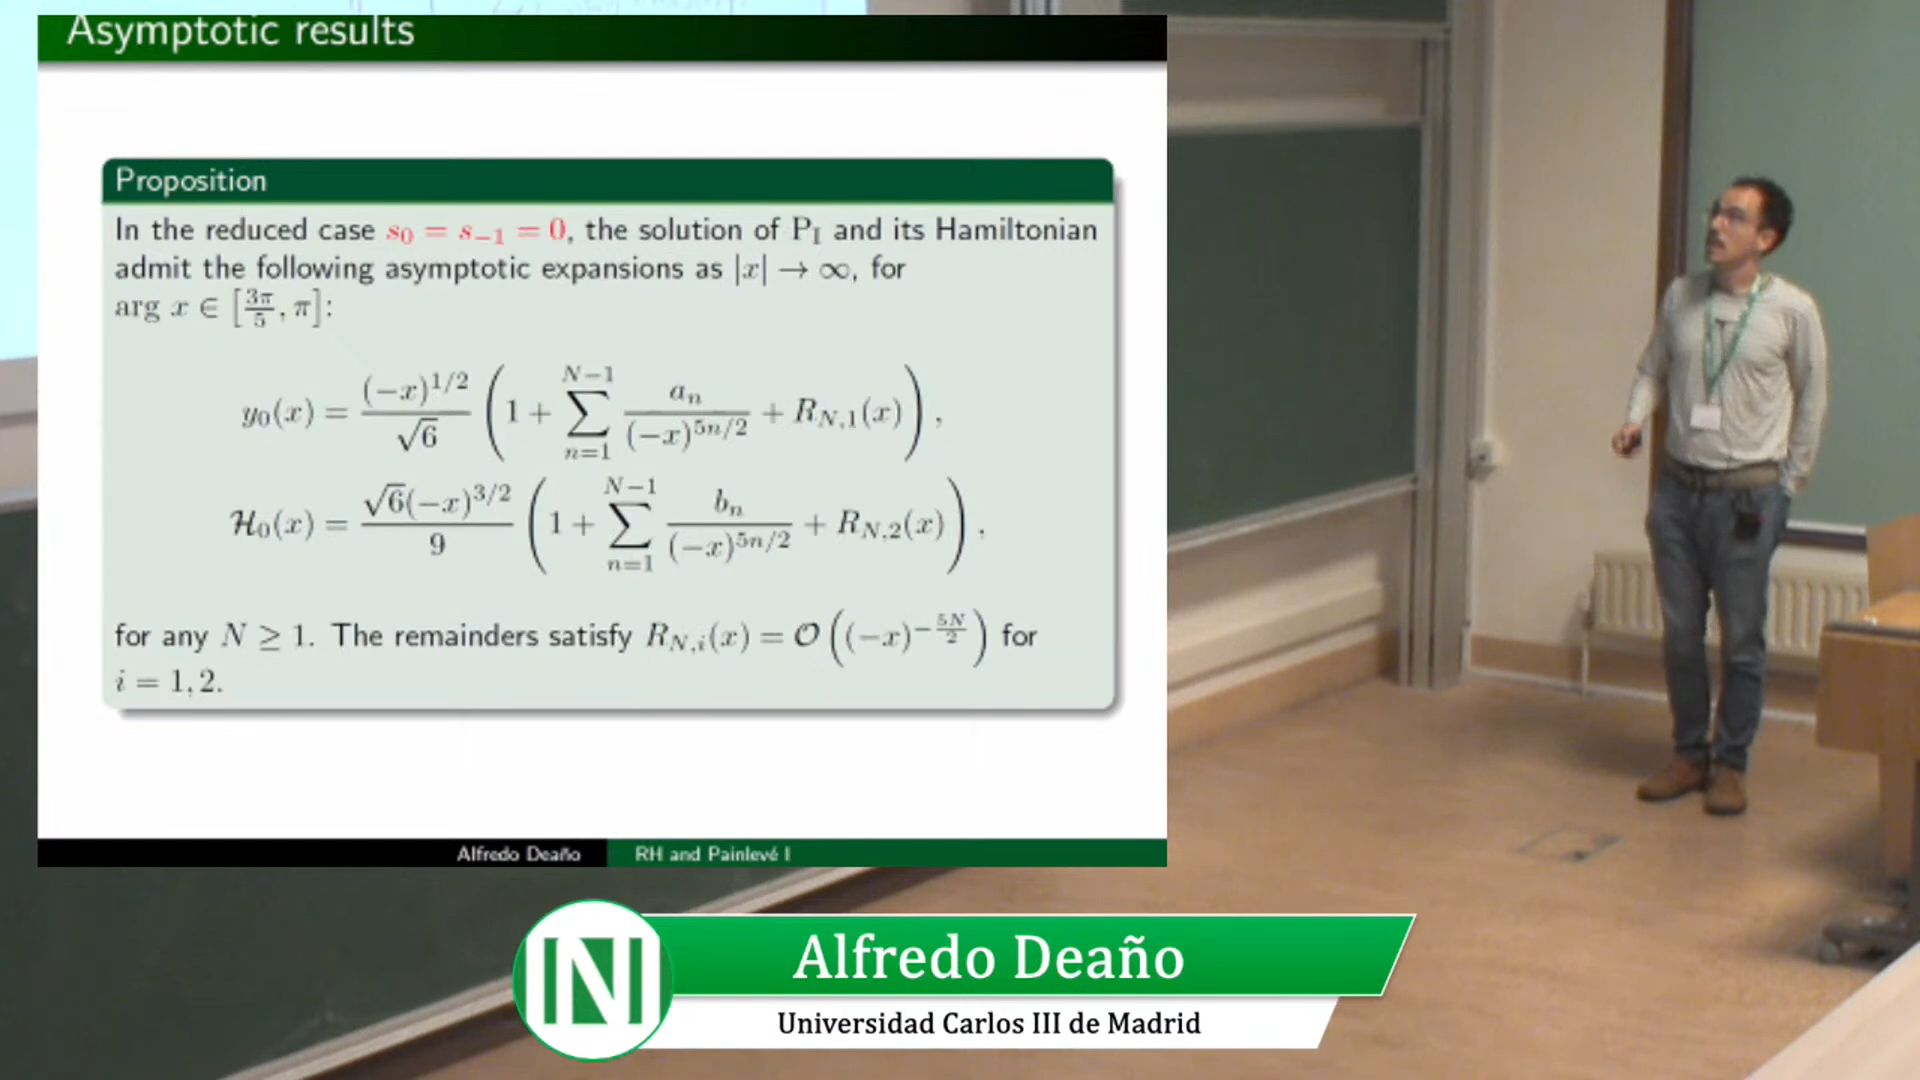 Asymptotic results
Proposition
In the reduced case s₀ = s₋₁ = 0, the solution of P_I and its Hamiltonian
admit the following asymptotic expansions as |x| → ∞, for
arg x ∈ [3π/5, π]:
y₀(x) = (−x)^{1/2}/√6 (1 + ∑_{n=1}^{N−1} a_n/(−x)^{5n/2} + R_{N,1}(x)),
ℋ₀(x) = √6(−x)^{3/2}/9 (1 + ∑_{n=1}^{N−1} b_n/(−x)^{5n/2} + R_{N,2}(x)).
for any N ≥ 1. The remainders satisfy R_{N,i}(x) = 𝒪((−x)^{−5N/2}) for
i = 1, 2.
Alfredo Deaño RH and Painlevé I
N
Alfredo Deaño
Universidad Carlos III de Madrid